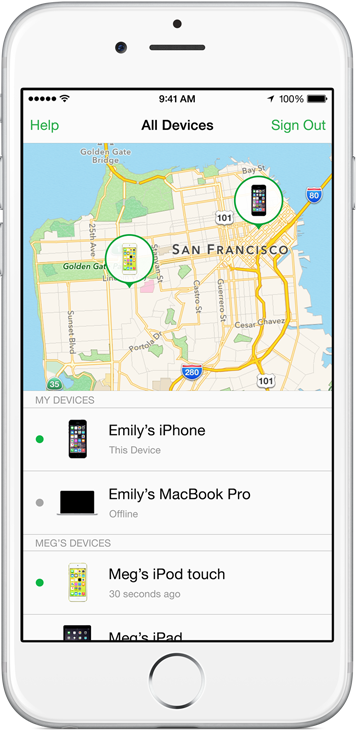 9:41 AM
100%
Help
All Devices
Sign Out
Golden Gate
Bridge
Bay St
80
101
25th Ave
SAN FRANCISCO
Golden Gate
Castro St
Guerrero St
Sunset Blvd
Cesar Chavez
Portola Dr
280
101
35
MY DEVICES
Emily's iPhone
This Device
Emily's MacBook Pro
Offline
MEG'S DEVICES
Meg's iPod touch
30 seconds ago
Meg's iPad